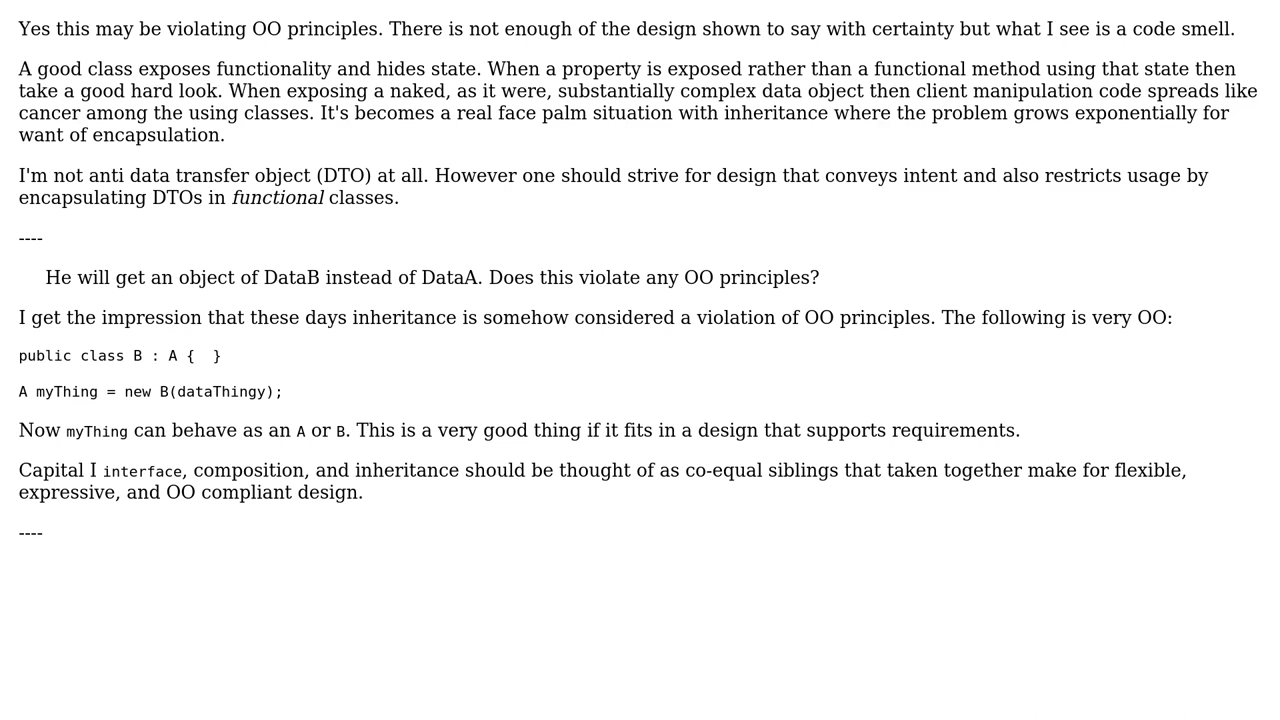 Yes this may be violating OO principles. There is not enough of the design shown to say with certainty but what I see is a code smell.
A good class exposes functionality and hides state. When a property is exposed rather than a functional method using that state then
take a good hard look. When exposing a naked, as it were, substantially complex data object then client manipulation code spreads like
cancer among the using classes. It's becomes a real face palm situation with inheritance where the problem grows exponentially for
want of encapsulation.
I'm not anti data transfer object (DTO) at all. However one should strive for design that conveys intent and also restricts usage by
encapsulating DTOs in functional classes.
----
He will get an object of DataB instead of DataA. Does this violate any OO principles?
I get the impression that these days inheritance is somehow considered a violation of OO principles. The following is very OO:
public class B : A {  }
A myThing = new B(dataThingy);
Now myThing can behave as an A or B. This is a very good thing if it fits in a design that supports requirements.
Capital I interface, composition, and inheritance should be thought of as co-equal siblings that taken together make for flexible,
expressive, and OO compliant design.
----